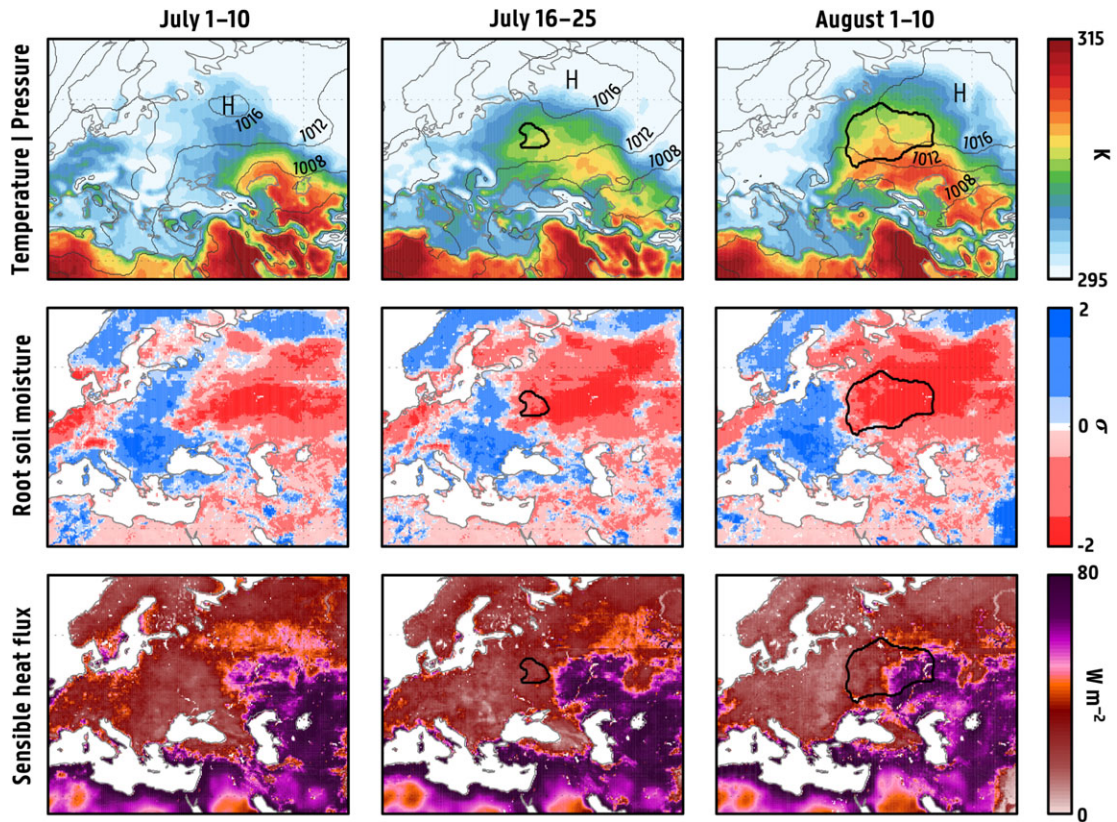 July 1–10
July 16–25
August 1–10
Temperature | Pressure
H
1016
1012
1008
H
1016
1012
1008
H
1016
1012
1008
315
K
295
Root soil moisture
2
0
σ
-2
Sensible heat flux
80
W m⁻²
0